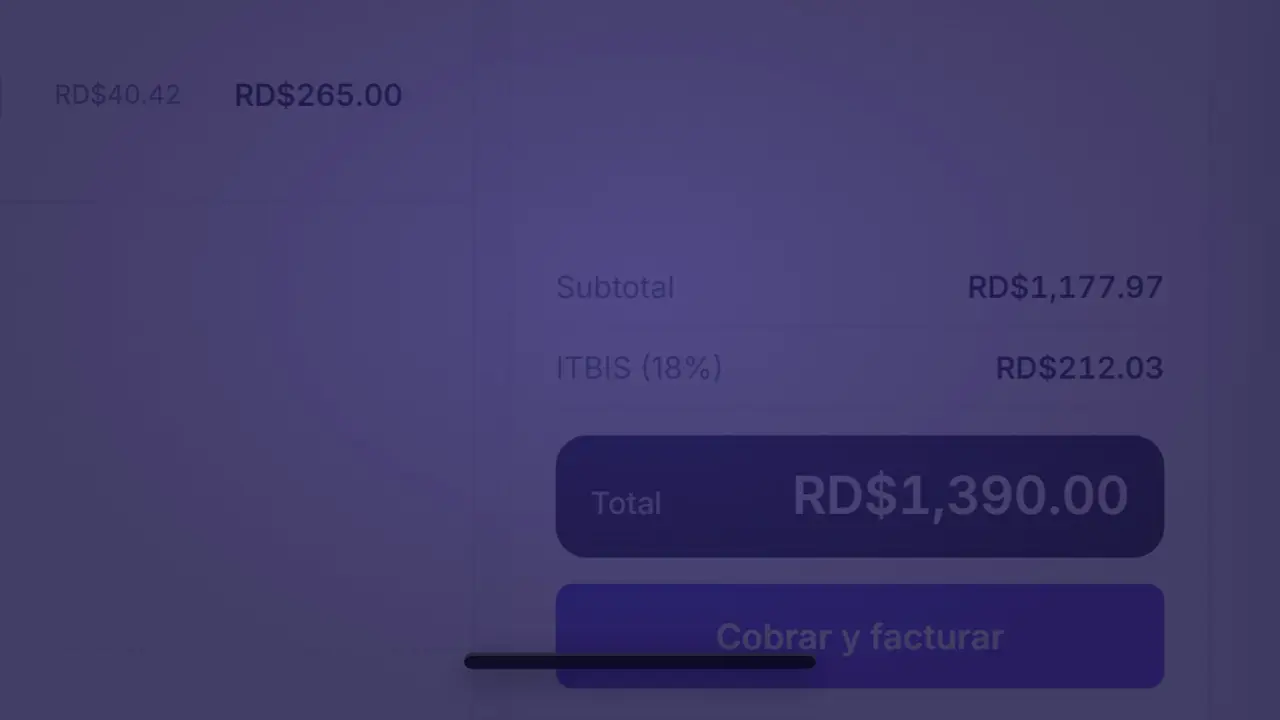 RD$40.42 RD$265.00
Subtotal RD$1,177.97
ITBIS (18%) RD$212.03
Total RD$1,390.00
Cobrar y facturar